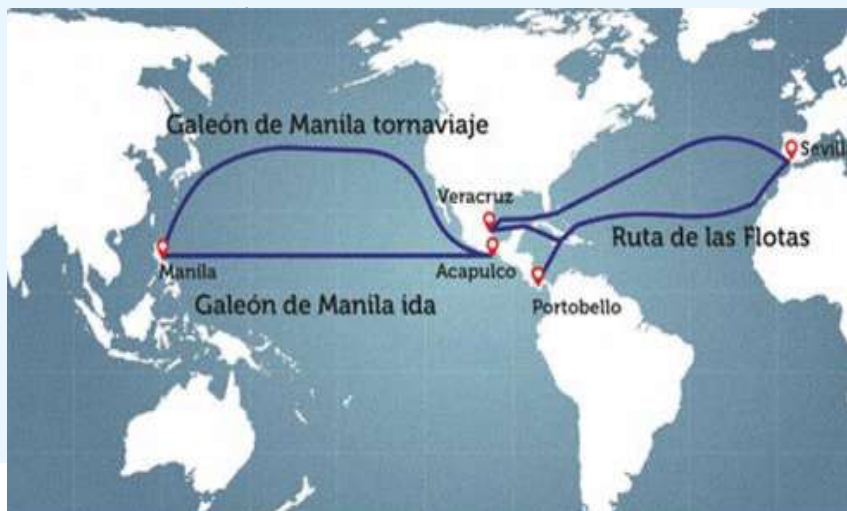 Galeón de Manila tornaviaje
Sevill
Veracruz
Ruta de las Flotas
Manila
Acapulco
Galeón de Manila ida
Portobello